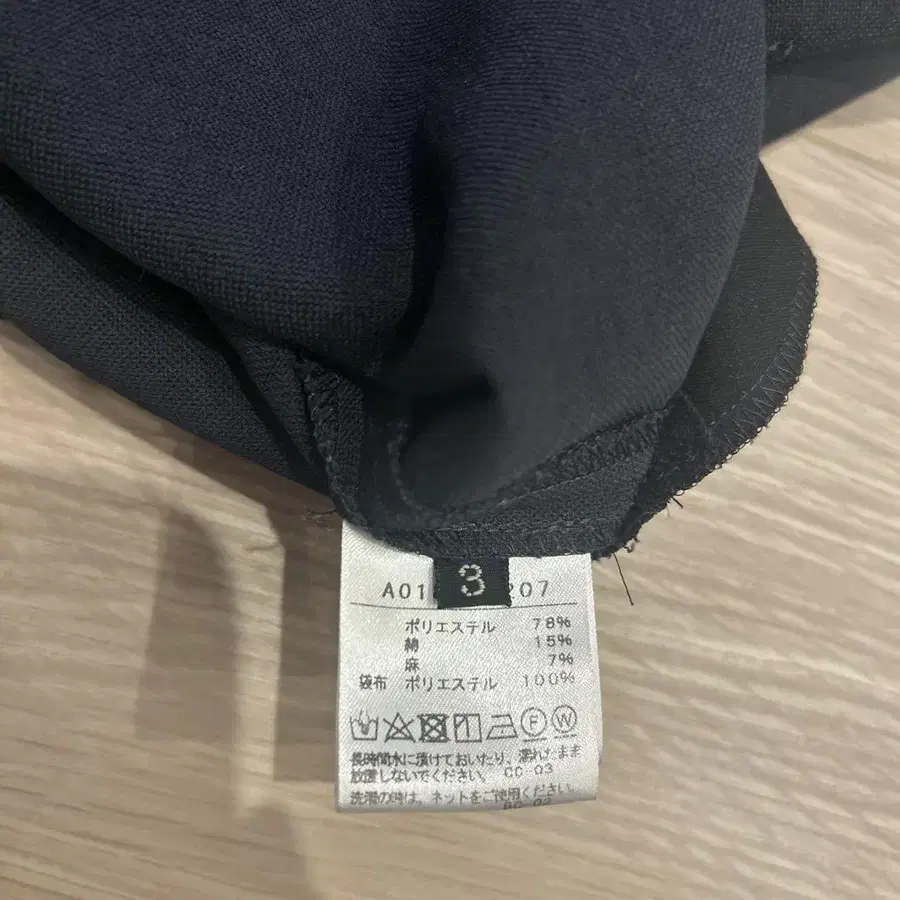 3
A01 207
ポリエステル 78%
綿 15%
麻 7%
袋布 ポリエステル 100%
F W
長時間水に漬けておいたり、濡れたまま
放置しないでください。 CC-03
洗濯の時は、ネットをご使用ください。
BC-02